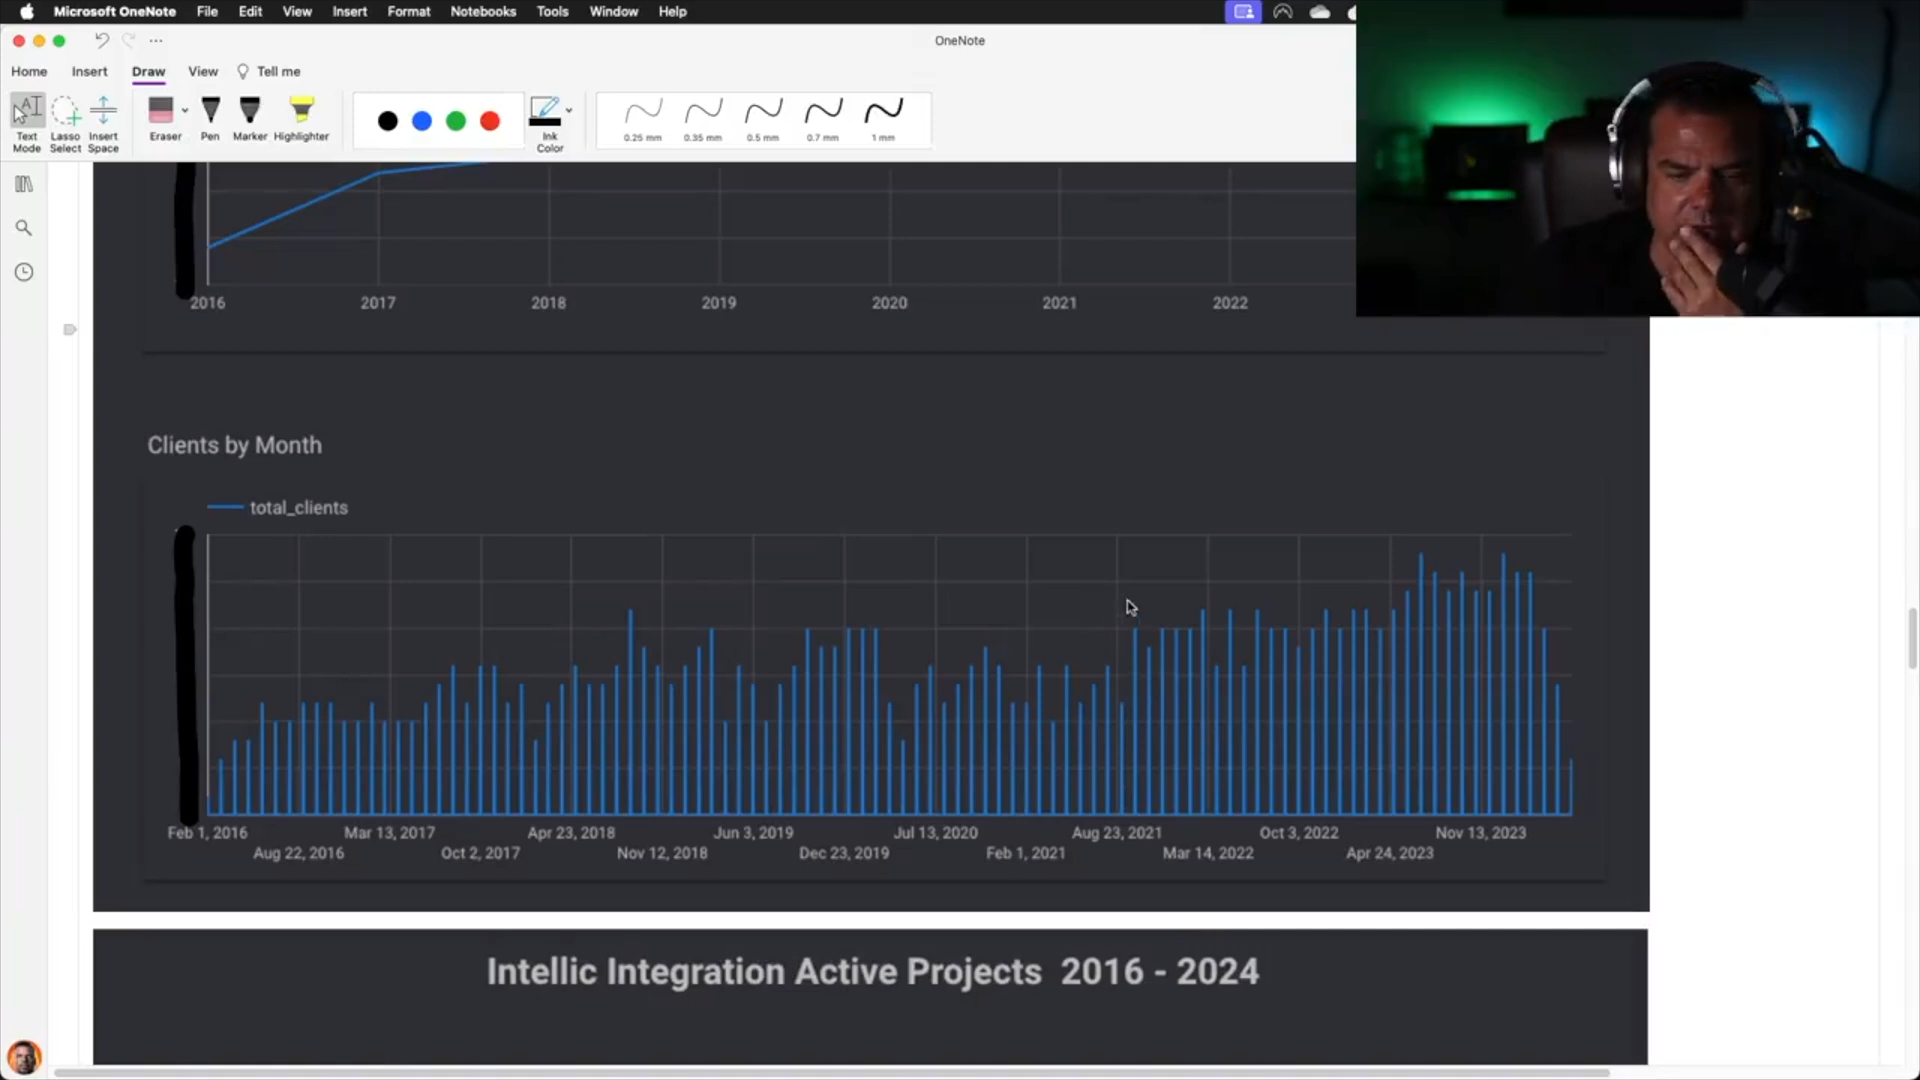 Microsoft OneNote File Edit View Insert Format Notebooks Tools Window Help
OneNote
Home Insert Draw View Tell me
Text Mode
Lasso Select
Insert Space
Eraser
Pen
Marker
Highlighter
Ink Color
0.25 mm
0.35 mm
0.5 mm
0.7 mm
1 mm
2016 2017 2018 2019 2020 2021 2022
Clients by Month
total_clients
Feb 1, 2016 Mar 13, 2017 Apr 23, 2018 Jun 3, 2019 Jul 13, 2020 Aug 23, 2021 Oct 3, 2022 Nov 13, 2023
Aug 22, 2016 Oct 2, 2017 Nov 12, 2018 Dec 23, 2019 Feb 1, 2021 Mar 14, 2022 Apr 24, 2023
Intellic Integration Active Projects 2016 - 2024